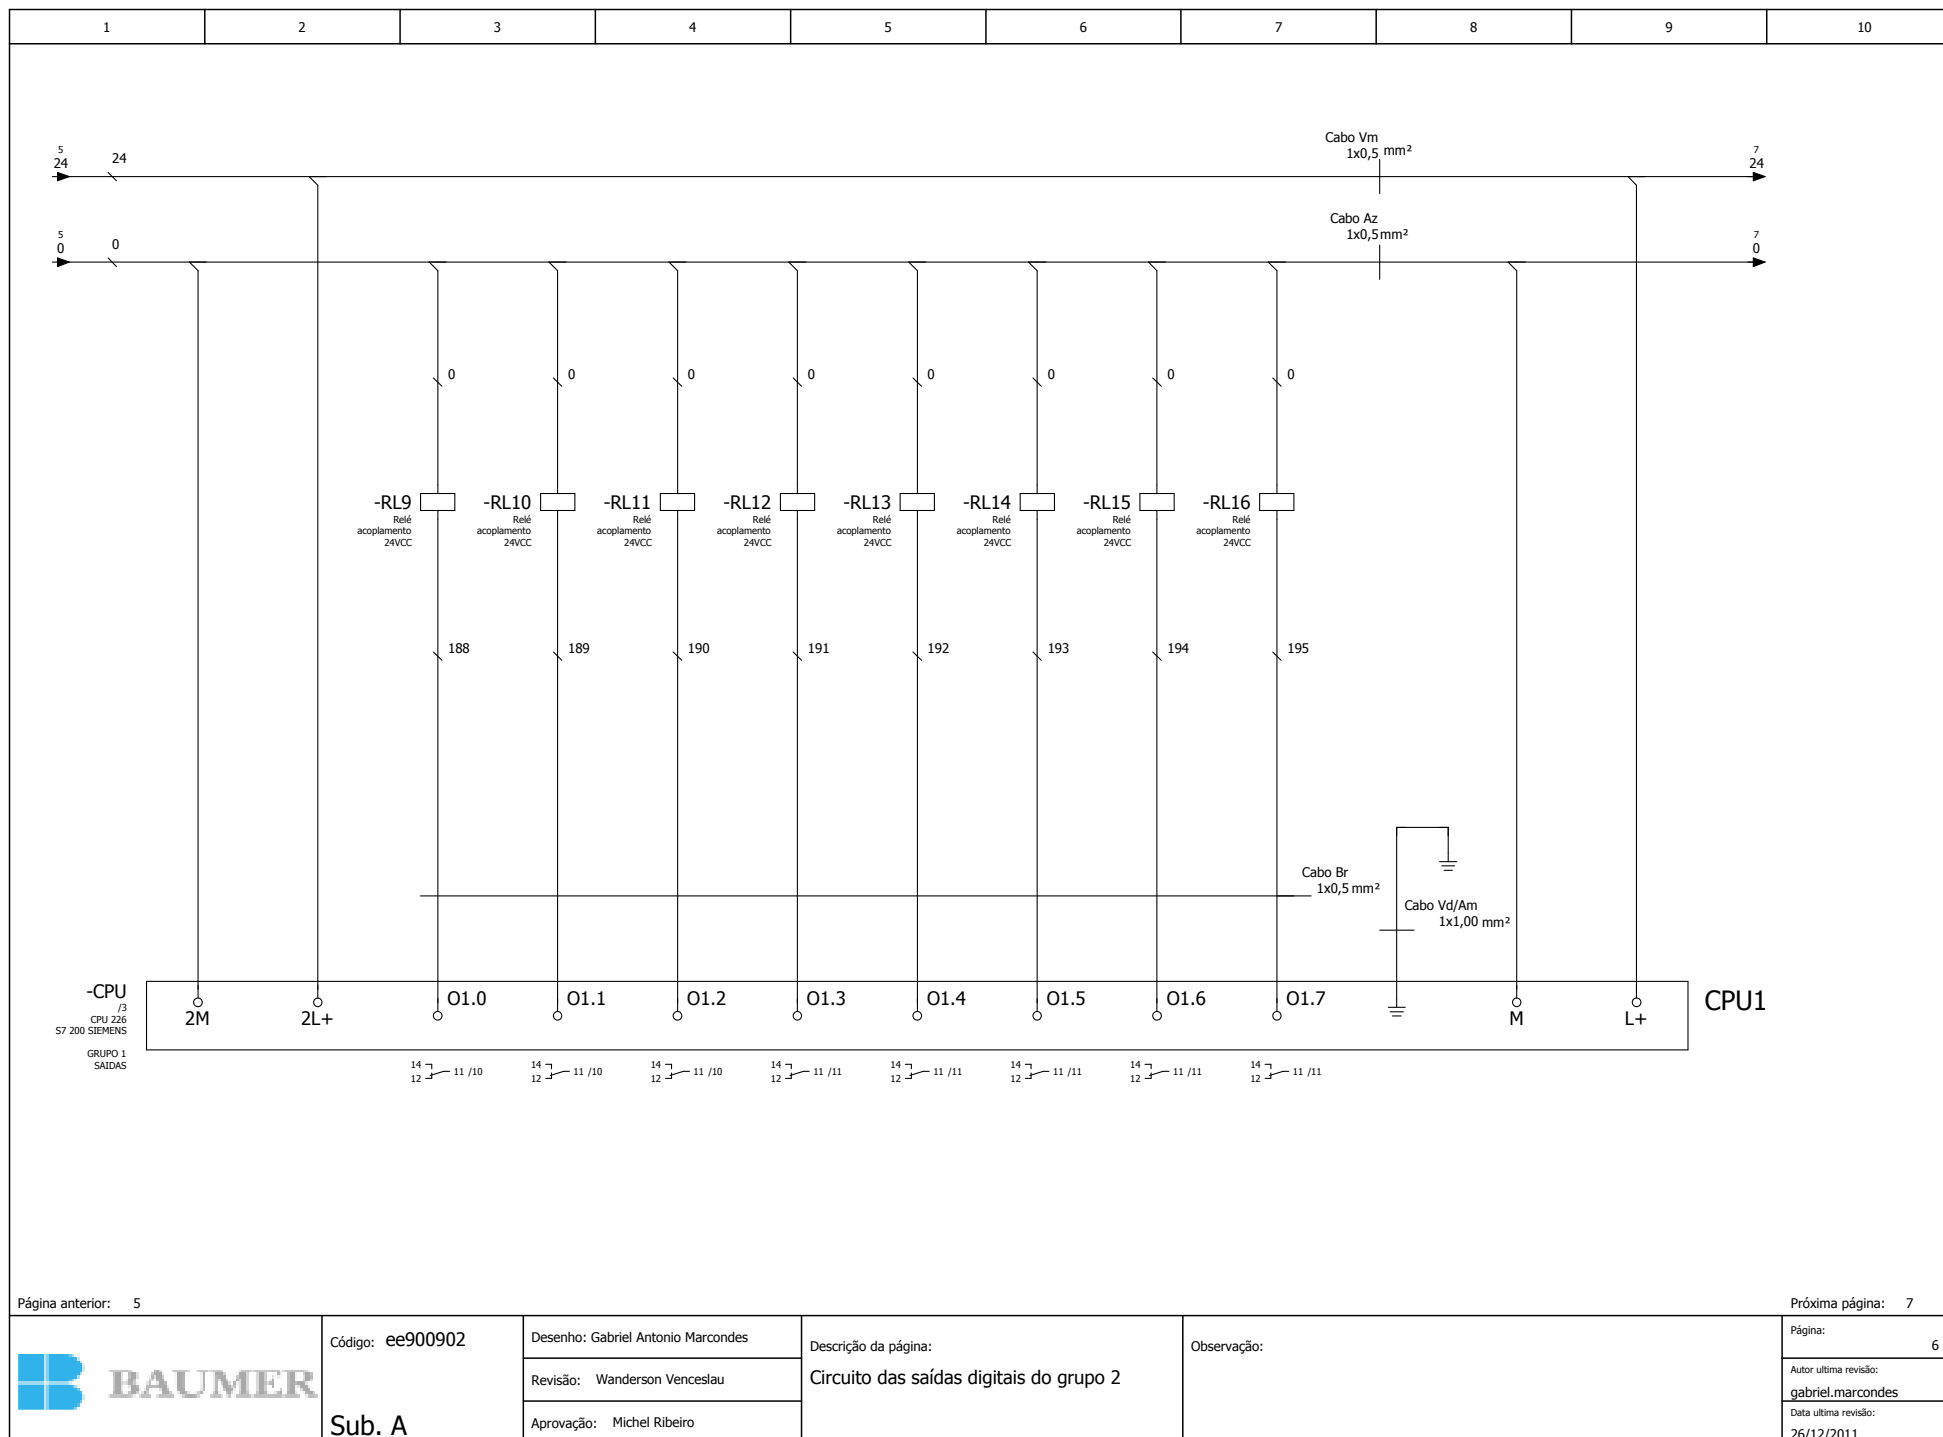 1 2 3 4 5 6 7 8 9 10
Cabo Vm
1x0,5 mm²
5
24
24
7
24
Cabo Az
1x0,5 mm²
5
0
0
7
0
0 0 0 0 0 0 0 0
-RL9
Relé
acoplamento
24VCC
-RL10
Relé
acoplamento
24VCC
-RL11
Relé
acoplamento
24VCC
-RL12
Relé
acoplamento
24VCC
-RL13
Relé
acoplamento
24VCC
-RL14
Relé
acoplamento
24VCC
-RL15
Relé
acoplamento
24VCC
-RL16
Relé
acoplamento
24VCC
188 189 190 191 192 193 194 195
Cabo Br
1x0,5 mm²
Cabo Vd/Am
1x1,00 mm²
-CPU
/3
CPU 226
S7 200 SIEMENS
GRUPO 1
SAIDAS
2M 2L+ O1.0 O1.1 O1.2 O1.3 O1.4 O1.5 O1.6 O1.7 M L+
CPU1
14
12
11 /10
14
12
11 /10
14
12
11 /10
14
12
11 /11
14
12
11 /11
14
12
11 /11
14
12
11 /11
14
12
11 /11
Página anterior: 5
Próxima página: 7
BAUMER
Código: ee900902
Sub. A
Desenho: Gabriel Antonio Marcondes
Revisão: Wanderson Venceslau
Aprovação: Michel Ribeiro
Descrição da página:
Circuito das saídas digitais do grupo 2
Observação:
Página:
6
Autor ultima revisão:
gabriel.marcondes
Data ultima revisão:
26/12/2011